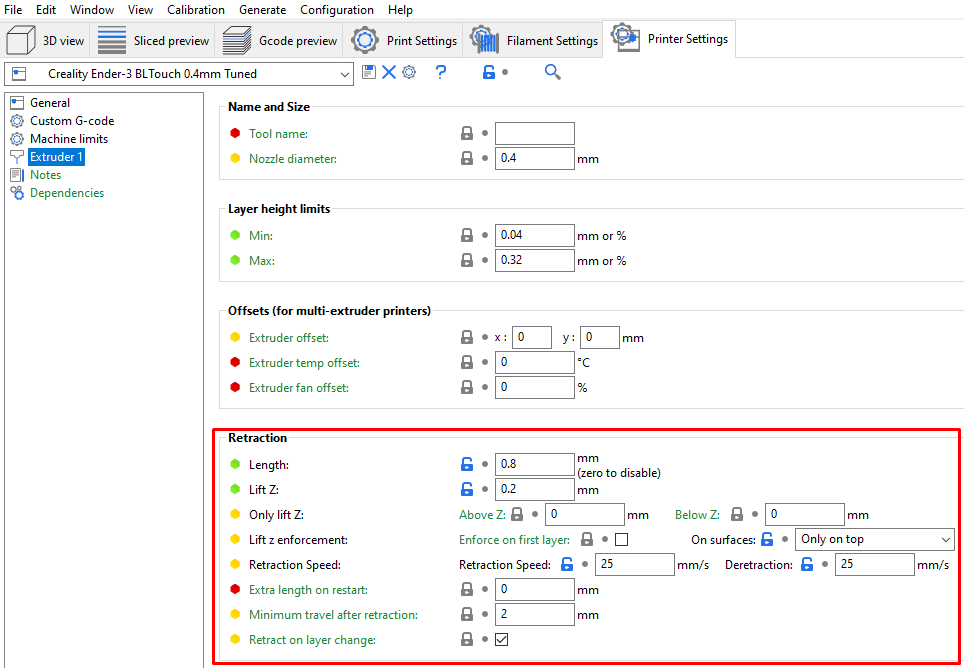 File Edit Window View Calibration Generate Configuration Help
3D view Sliced preview Gcode preview Print Settings Filament Settings Printer Settings
Creality Ender-3 BLTouch 0.4mm Tuned ?
General
Custom G-code
Machine limits
Extruder 1
Notes
Dependencies
Name and Size
Tool name:
Nozzle diameter: 0.4 mm
Layer height limits
Min: 0.04 mm or %
Max: 0.32 mm or %
Offsets (for multi-extruder printers)
Extruder offset: x : 0 y : 0 mm
Extruder temp offset: 0 °C
Extruder fan offset: 0 %
Retraction
Length: 0.8 mm
(zero to disable)
Lift Z: 0.2 mm
Only lift Z: Above Z: 0 mm Below Z: 0 mm
Lift z enforcement: Enforce on first layer: On surfaces: Only on top
Retraction Speed: Retraction Speed: 25 mm/s Deretraction: 25 mm/s
Extra length on restart: 0 mm
Minimum travel after retraction: 2 mm
Retract on layer change: